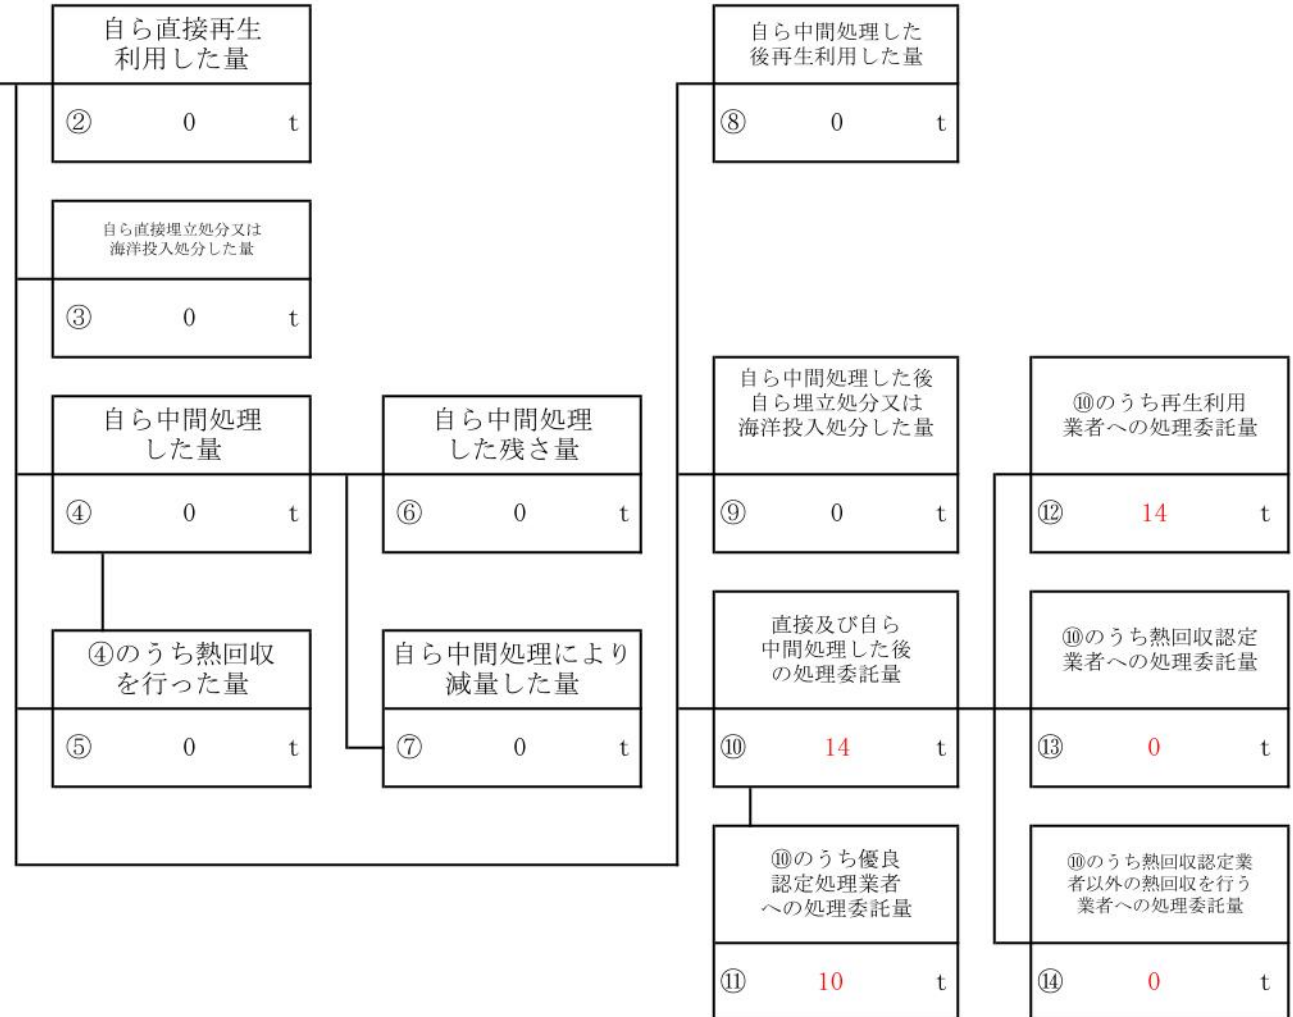 自ら直接再生
利用した量
② 0 t
自ら直接埋立処分又は
海洋投入処分した量
③ 0 t
自ら中間処理
した量
④ 0 t
④のうち熱回収
を行った量
⑤ 0 t
自ら中間処理
した残さ量
⑥ 0 t
自ら中間処理により
減量した量
⑦ 0 t
自ら中間処理した
後再生利用した量
⑧ 0 t
自ら中間処理した後
自ら埋立処分又は
海洋投入処分した量
⑨ 0 t
直接及び自ら
中間処理した後
の処理委託量
⑩ 14 t
⑩のうち優良
認定処理業者
への処理委託量
⑪ 10 t
⑩のうち再生利用
業者への処理委託量
⑫ 14 t
⑩のうち熱回収認定
業者への処理委託量
⑬ 0 t
⑩のうち熱回収認定業
者以外の熱回収を行う
業者への処理委託量
⑭ 0 t